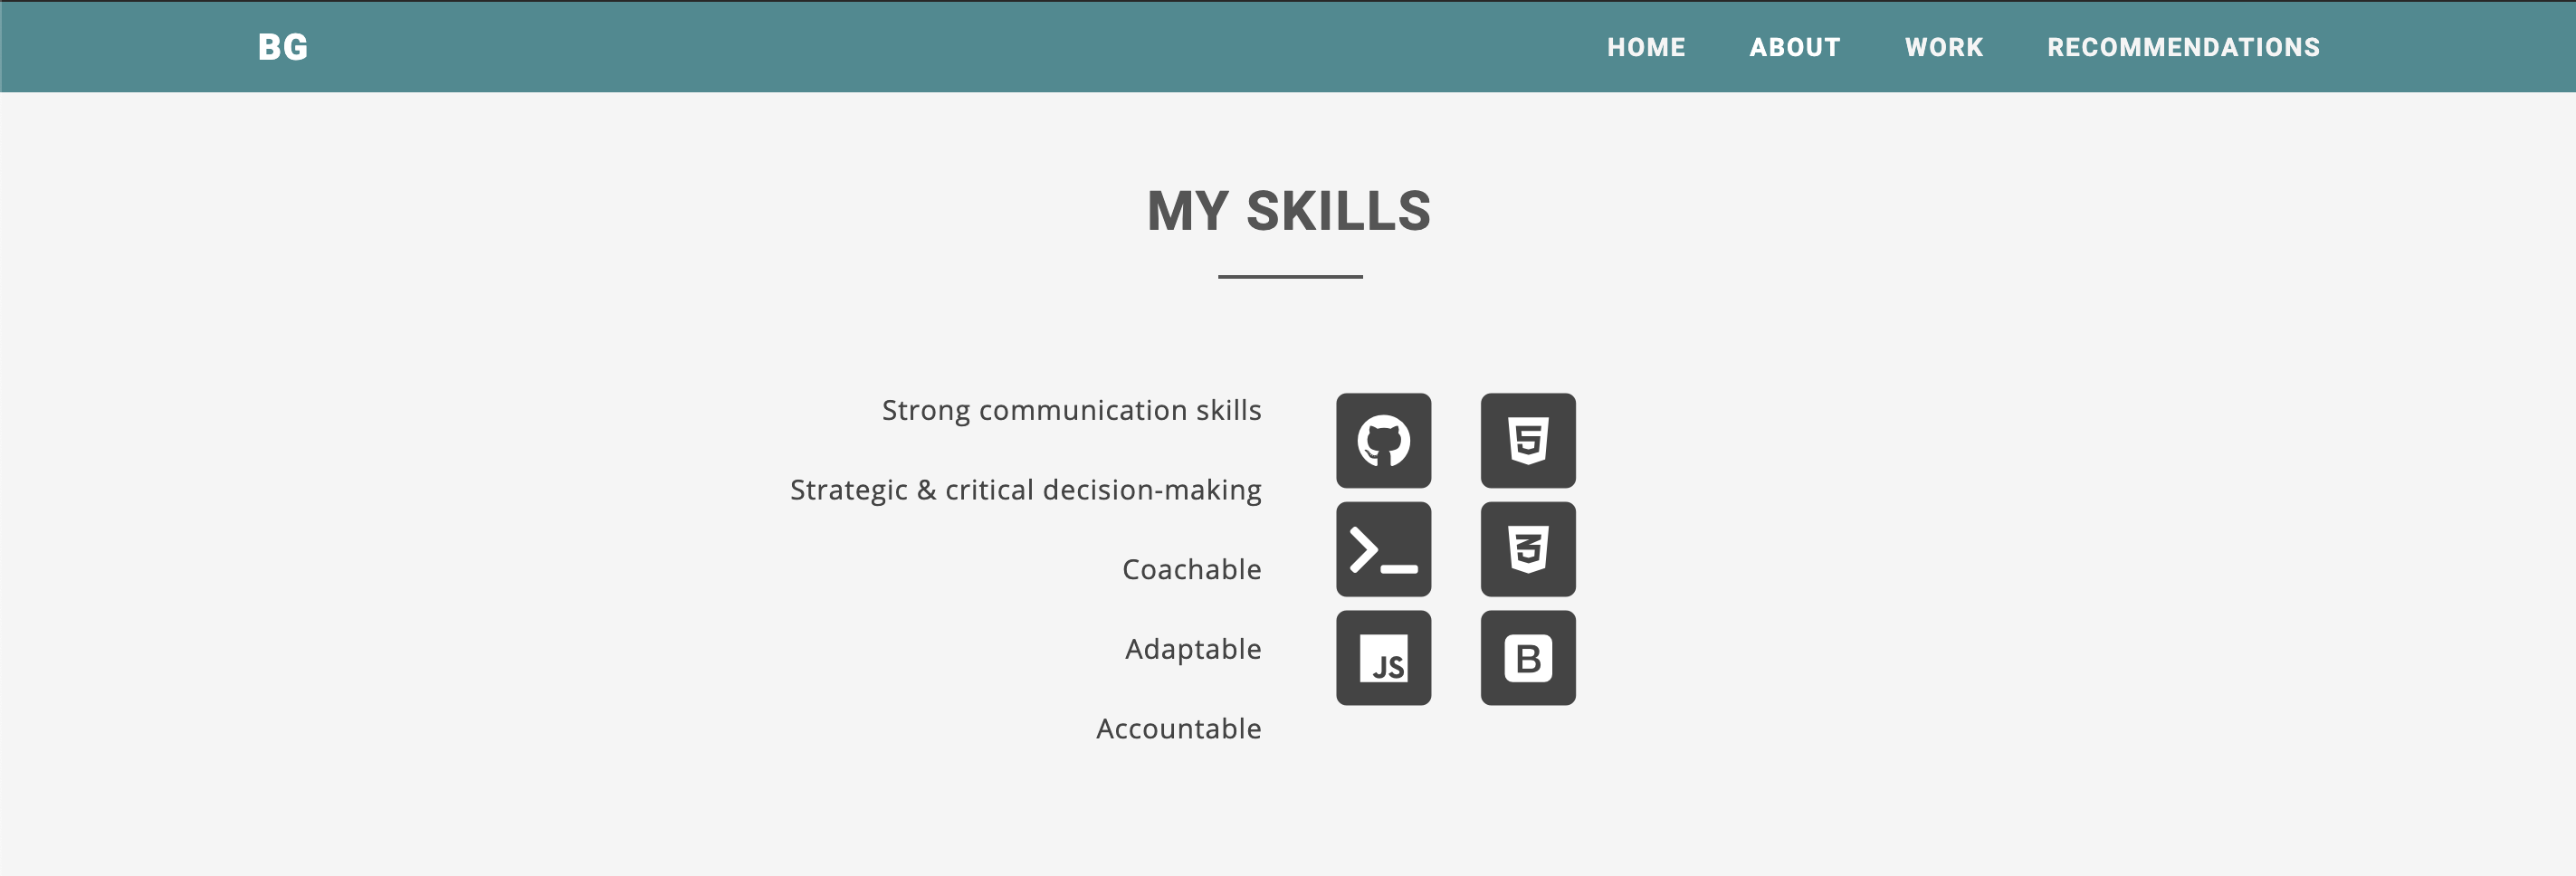 BG
HOME ABOUT WORK RECOMMENDATIONS
MY SKILLS
Strong communication skills
Strategic & critical decision-making
Coachable
Adaptable
Accountable
5
>_
3
JS
B